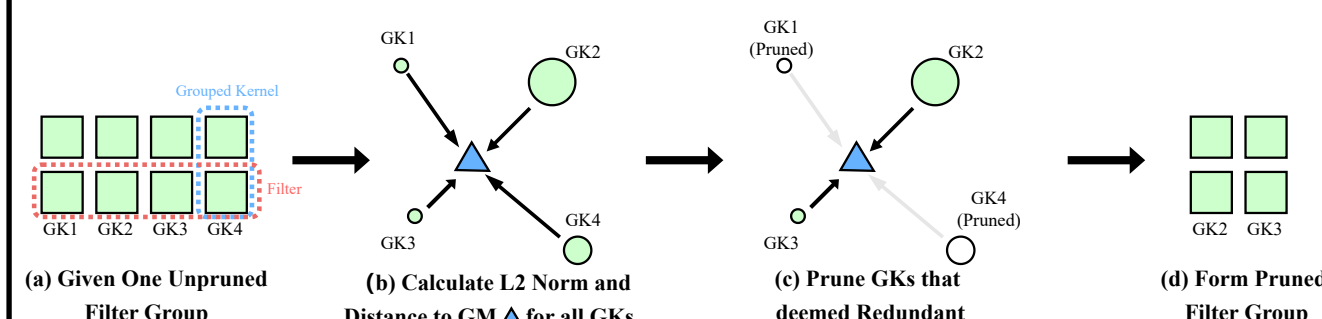 Grouped Kernel
Filter
GK1 GK2 GK3 GK4
(a) Given One Unpruned
Filter Group
GK1
GK2
GK3
GK4
(b) Calculate L2 Norm and
Distance to GM for all GKs
GK1
(Pruned)
GK2
GK3
GK4
(Pruned)
(c) Prune GKs that
deemed Redundant
GK2 GK3
(d) Form Pruned
Filter Group